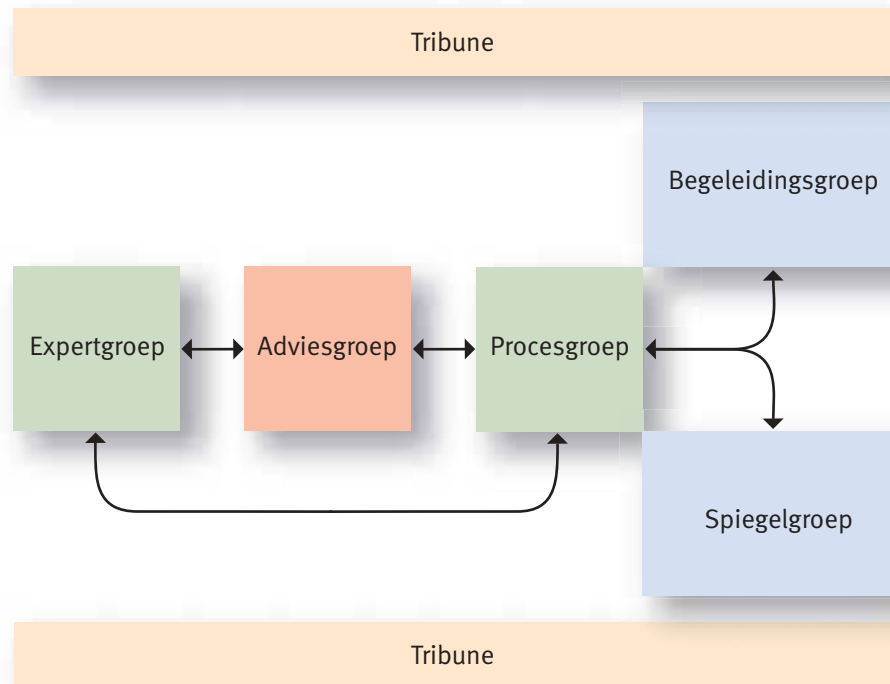 Tribune
Begeleidingsgroep
Expertgroep
Adviesgroep
Procesgroep
Spiegelgroep
Tribune